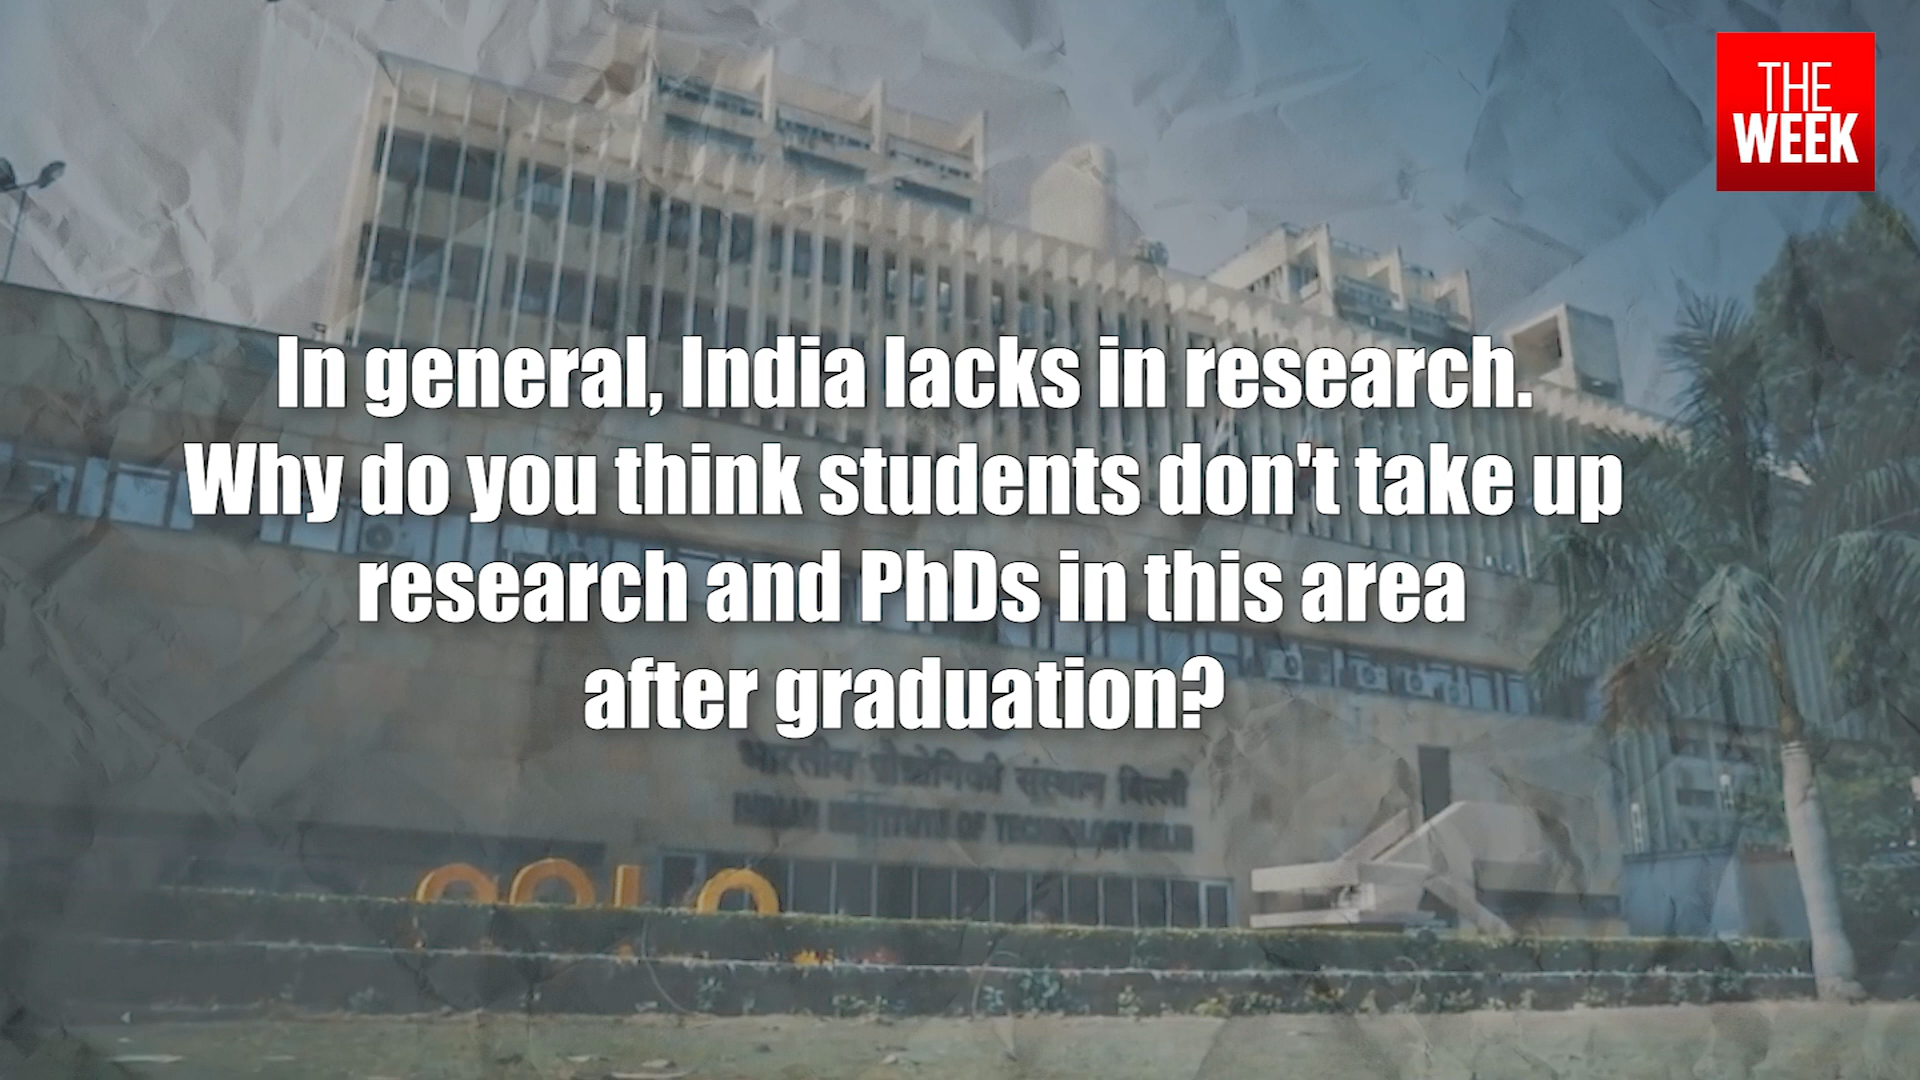 THE
WEEK
In general, India lacks in research.
Why do you think students don't take up
research and PhDs in this area
after graduation?
भारतीय प्रौद्योगिकी संस्थान दिल्ली
INDIAN INSTITUTE OF TECHNOLOGY DELHI